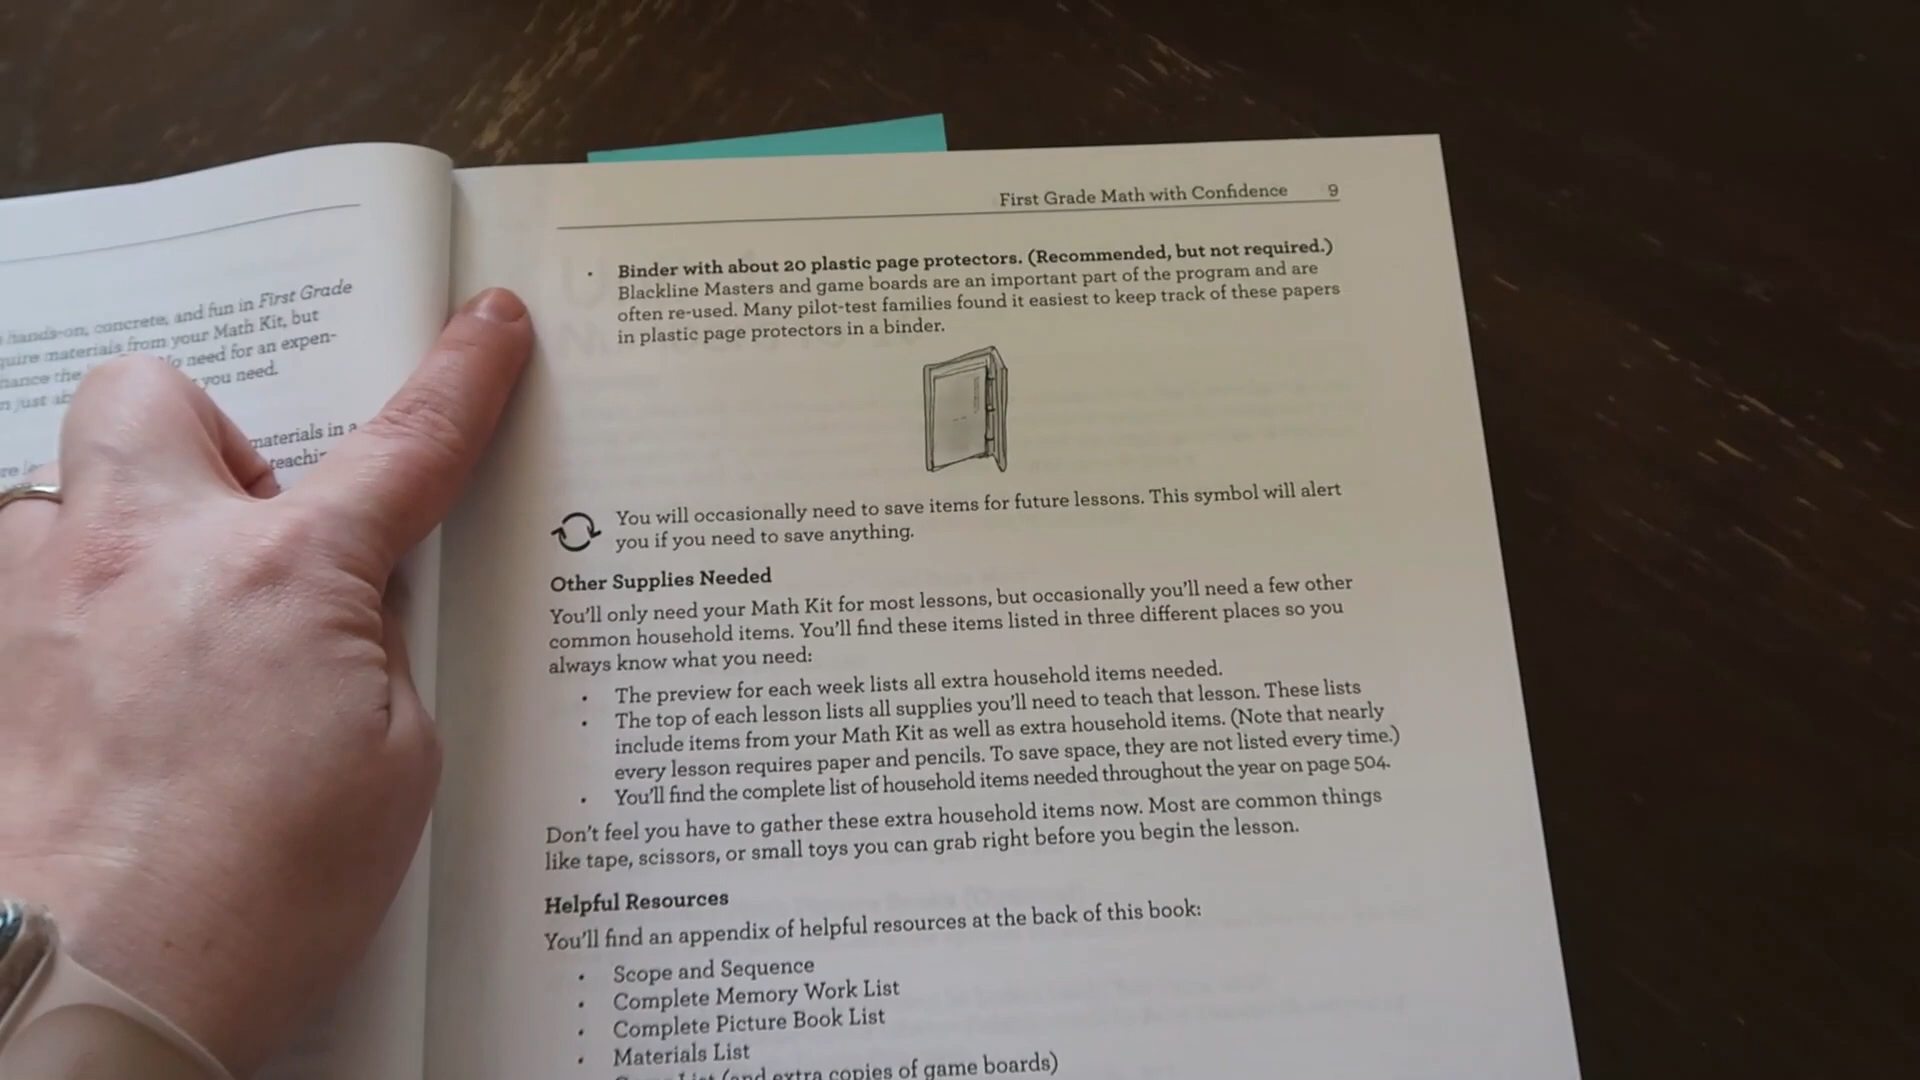 hands-on, concrete, and fun in First Grade
materials from your Math Kit, but
the need for an expen-
just you need.
materials in a
First Grade Math with Confidence 9
• Binder with about 20 plastic page protectors. (Recommended, but not required.)
Blackline Masters and game boards are an important part of the program and are
often re-used. Many pilot-test families found it easiest to keep track of these papers
in plastic page protectors in a binder.
You will occasionally need to save items for future lessons. This symbol will alert
you if you need to save anything.
Other Supplies Needed
You'll only need your Math Kit for most lessons, but occasionally you'll need a few other
common household items. You'll find these items listed in three different places so you
always know what you need:
• The preview for each week lists all extra household items needed.
• The top of each lesson lists all supplies you'll need to teach that lesson. These lists
include items from your Math Kit as well as extra household items. (Note that nearly
every lesson requires paper and pencils. To save space, they are not listed every time.)
• You'll find the complete list of household items needed throughout the year on page 504.
Don't feel you have to gather these extra household items now. Most are common things
like tape, scissors, or small toys you can grab right before you begin the lesson.
Helpful Resources
You'll find an appendix of helpful resources at the back of this book:
• Scope and Sequence
• Complete Memory Work List
• Complete Picture Book List
• Materials List
List (and extra copies of game boards)